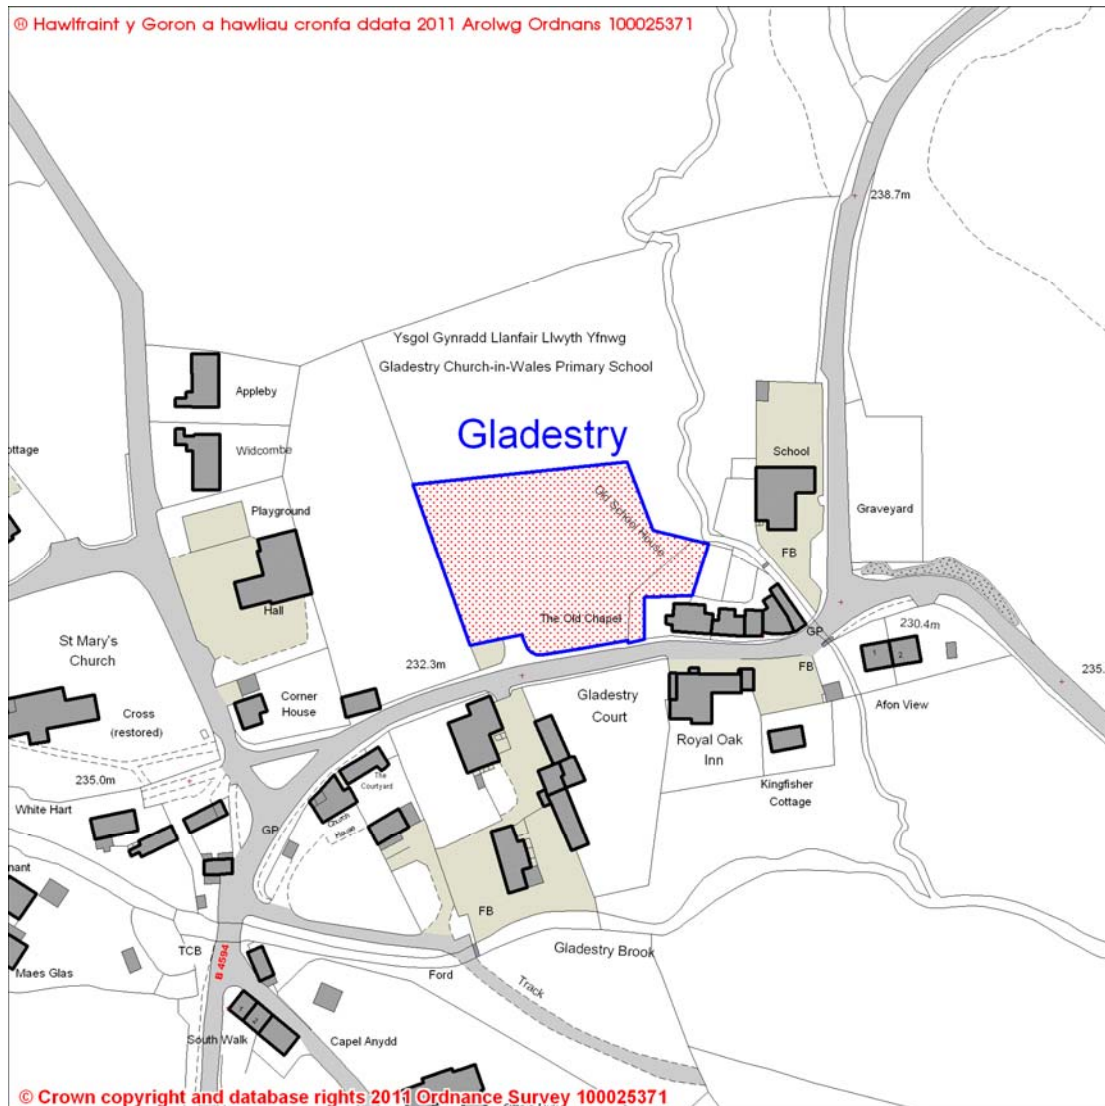 © Hawlfraint y Goron a hawliau cronfa ddata 2011 Arolwg Ordnans 100025371
238.7m
Ysgol Gynradd Llanfair Llwyth Yfnwg
Gladestry Church-in-Wales Primary School
Appleby
Gladestry
Widcombe
ottage
School
Old School House
Playground
Graveyard
FB
Hall
The Old Chapel
St Mary's
Church
GP
230.4m
232.3m
FB
235.
Corner
House
Gladestry
Court
Afon View
Cross
(restored)
Royal Oak
Inn
235.0m
The
Courtyard
Kingfisher
Cottage
White Hart
Church
House
GP
nant
FB
TCB
B 4594
Gladestry Brook
Maes Glas
Ford
Track
1
2
1
2
South Walk
Capel Anydd
© Crown copyright and database rights 2011 Ordnance Survey 100025371